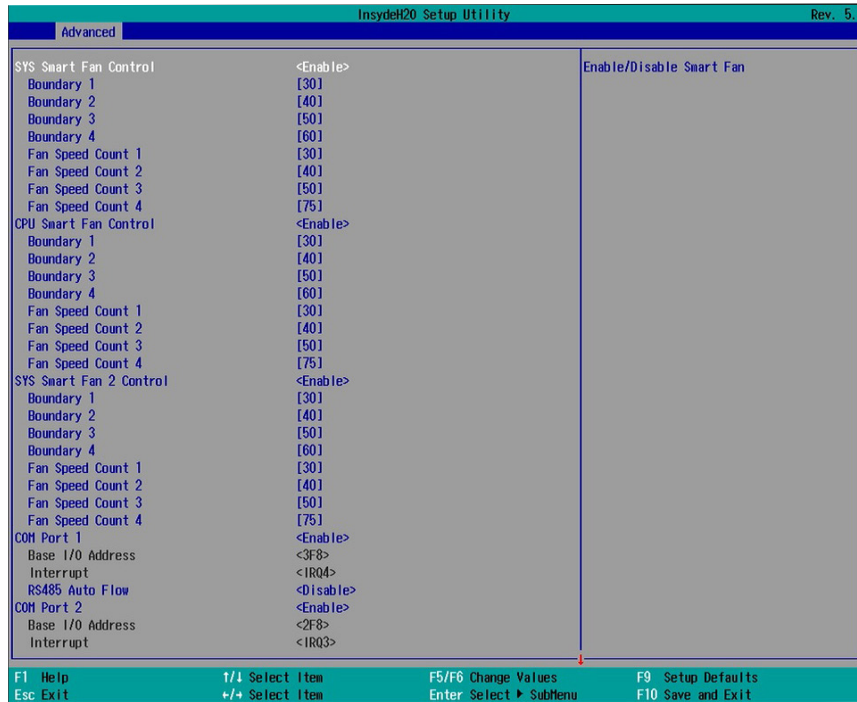 InsydeH20 Setup Utility Rev. 5.
Advanced
SYS Smart Fan Control <Enable> Enable/Disable Smart Fan
Boundary 1 [30]
Boundary 2 [40]
Boundary 3 [50]
Boundary 4 [60]
Fan Speed Count 1 [30]
Fan Speed Count 2 [40]
Fan Speed Count 3 [50]
Fan Speed Count 4 [75]
CPU Smart Fan Control <Enable>
Boundary 1 [30]
Boundary 2 [40]
Boundary 3 [50]
Boundary 4 [60]
Fan Speed Count 1 [30]
Fan Speed Count 2 [40]
Fan Speed Count 3 [50]
Fan Speed Count 4 [75]
SYS Smart Fan 2 Control <Enable>
Boundary 1 [30]
Boundary 2 [40]
Boundary 3 [50]
Boundary 4 [60]
Fan Speed Count 1 [30]
Fan Speed Count 2 [40]
Fan Speed Count 3 [50]
Fan Speed Count 4 [75]
COM Port 1 <Enable>
Base I/O Address <3F8>
Interrupt <IRQ4>
RS485 Auto Flow <Disable>
COM Port 2 <Enable>
Base I/O Address <2F8>
Interrupt <IRQ3>
F1 Help ↑/↓ Select Item F5/F6 Change Values F9 Setup Defaults
Esc Exit ←/→ Select Item Enter Select ▶ SubMenu F10 Save and Exit